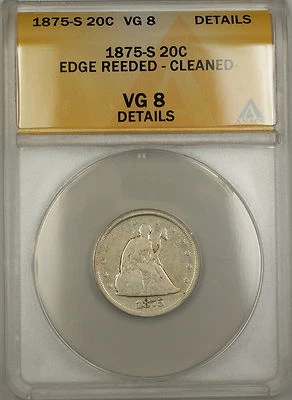 1875-S 20C VG 8 DETAILS
1875-S 20C
EDGE REEDED - CLEANED
VG 8
DETAILS
1875